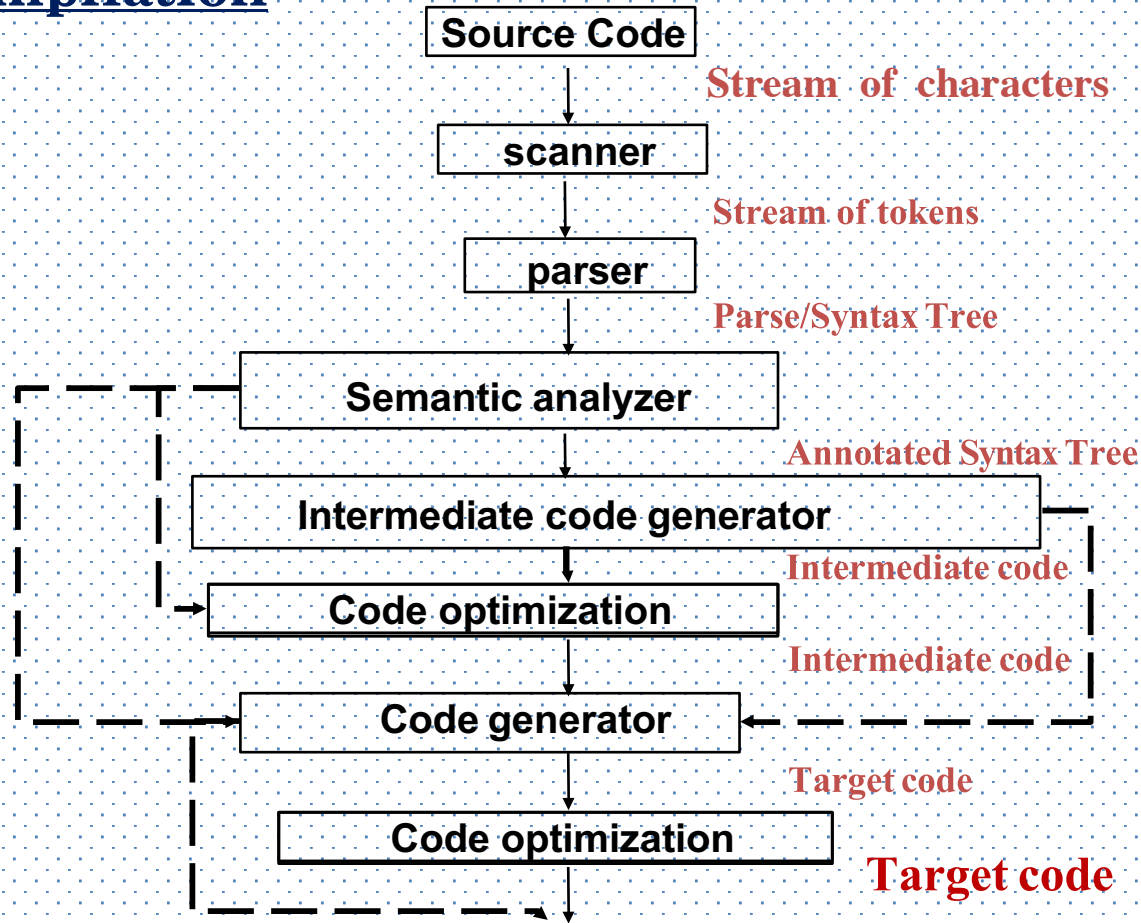 Source Code
Stream of characters
scanner
Stream of tokens
parser
Parse/Syntax Tree
Semantic analyzer
Annotated Syntax Tree
Intermediate code generator
Intermediate code
Code optimization
Intermediate code
Code generator
Target code
Code optimization
Target code